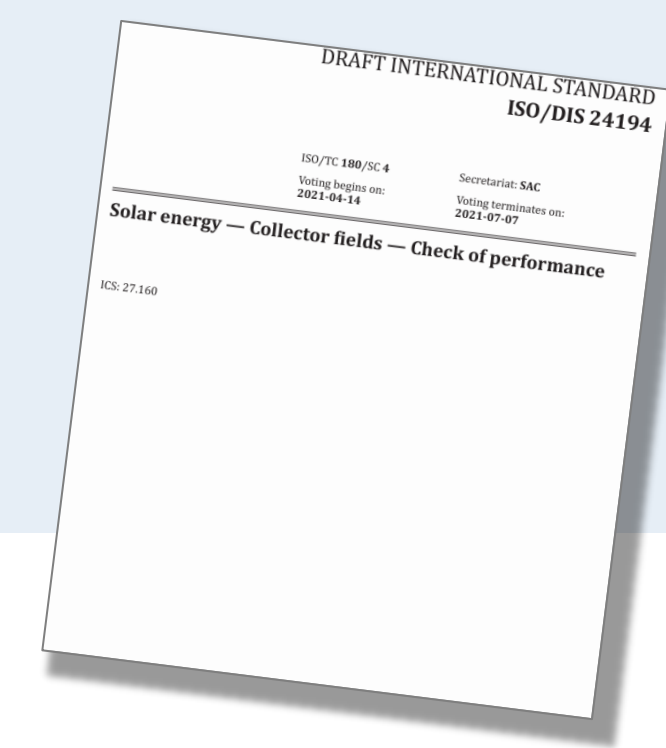 DRAFT INTERNATIONAL STANDARD
ISO/DIS 24194
ISO/TC 180/SC 4
Secretariat: SAC
Voting begins on:
2021-04-14
Voting terminates on:
2021-07-07
Solar energy — Collector fields — Check of performance
ICS: 27.160